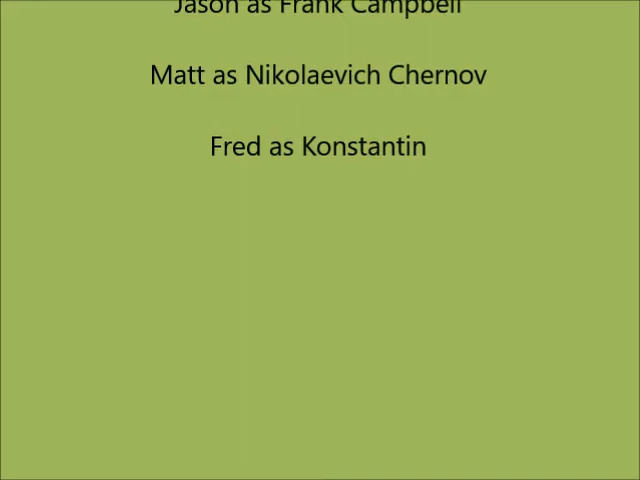 Jason as Frank Campbell
Matt as Nikolaevich Chernov
Fred as Konstantin